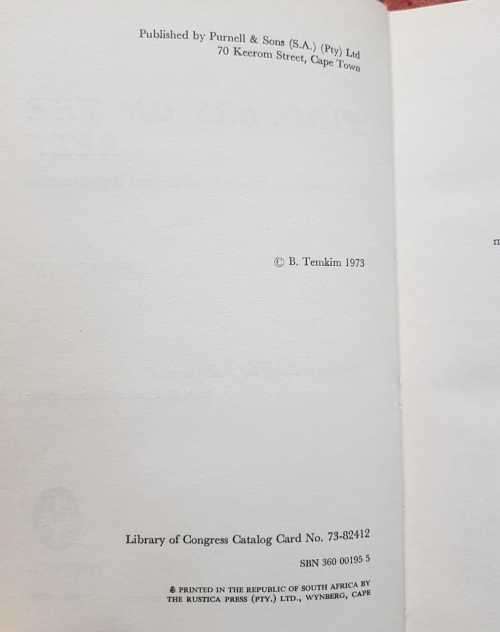 Published by Purnell & Sons (S.A.) (Pty) Ltd
70 Keerom Street, Cape Town
© B. Temkim 1973
Library of Congress Catalog Card No. 73-82412
SBN 360 00195 5
PRINTED IN THE REPUBLIC OF SOUTH AFRICA BY
THE RUSTICA PRESS (PTY.) LTD., WYNBERG, CAPE